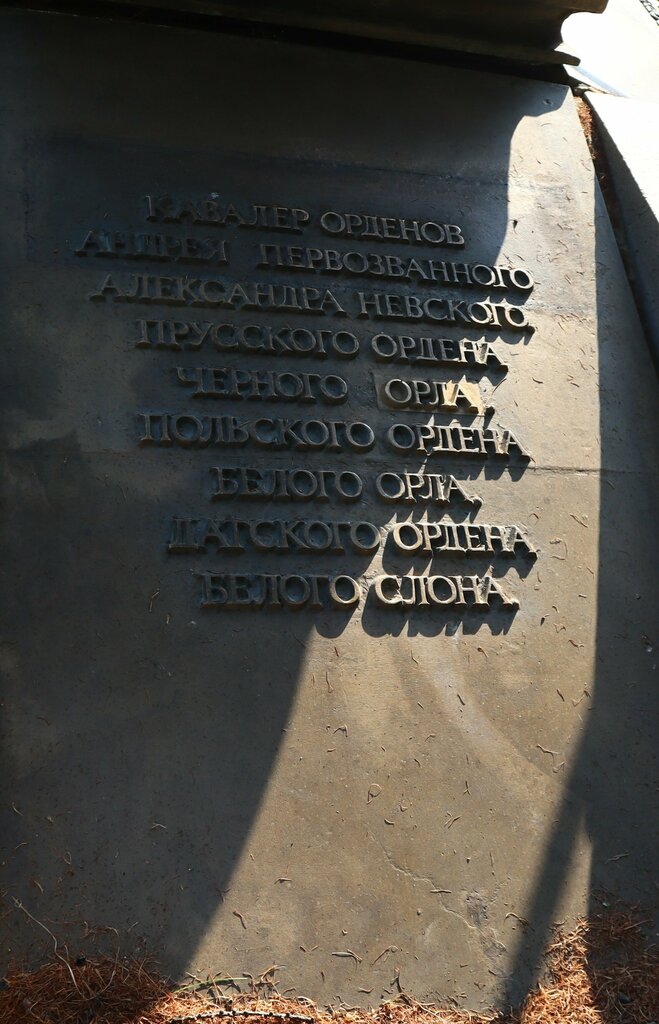 КАВАЛЕР ОРДЕНОВ
АНДРЕЯ ПЕРВОЗВАННОГО
АЛЕКСАНДРА НЕВСКОГО,
ПРУССКОГО ОРДЕНА
ЧЕРНОГО ОРЛА,
ПОЛЬСКОГО ОРДЕНА
БЕЛОГО ОРЛА,
ДАТСКОГО ОРДЕНА
БЕЛОГО СЛОНА